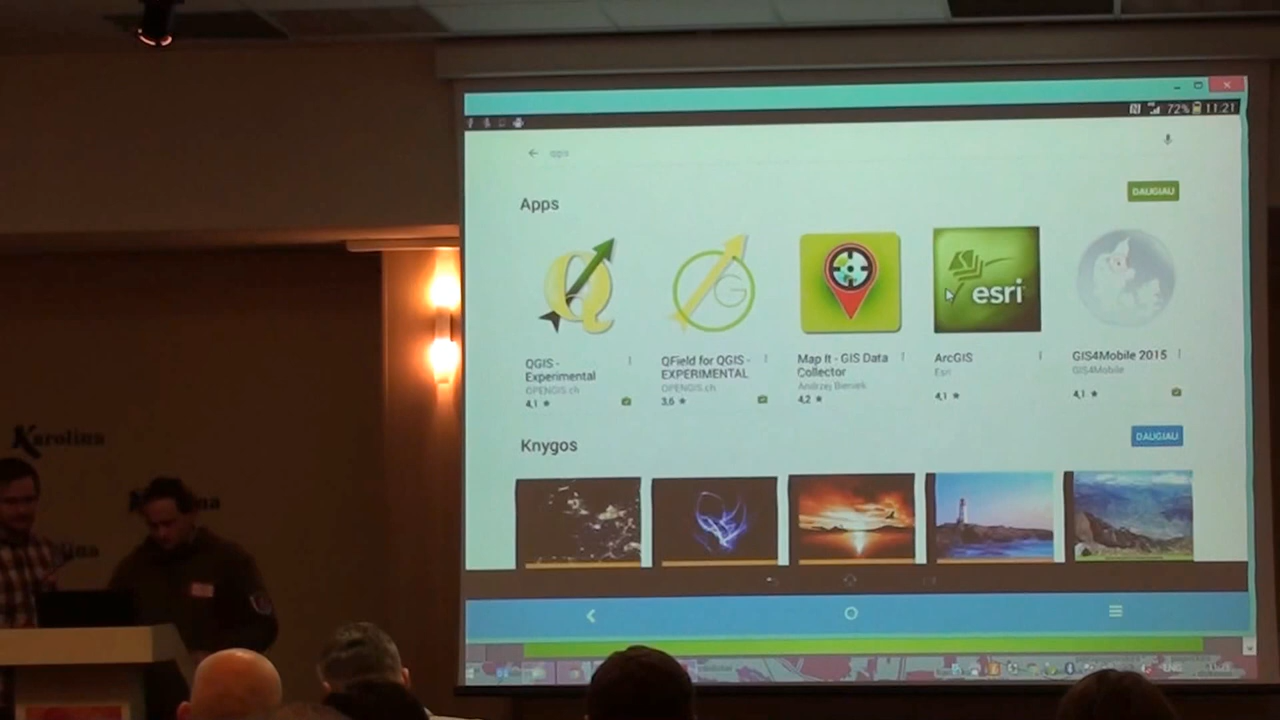 72% 11:21
qgis
Apps
DAUGIAU
esri
QGIS -
Experimental
OPENGIS.ch
4,1 ★
QField for QGIS -
EXPERIMENTAL
OPENGIS.ch
3,6 ★
Map It - GIS Data
Collector
Andrzej Bieniek
4,2 ★
ArcGIS
Esri
4,1 ★
GIS4Mobile 2015
GIS4Mobile
4,1 ★
Knygos
DAUGIAU
Karolina
ENG